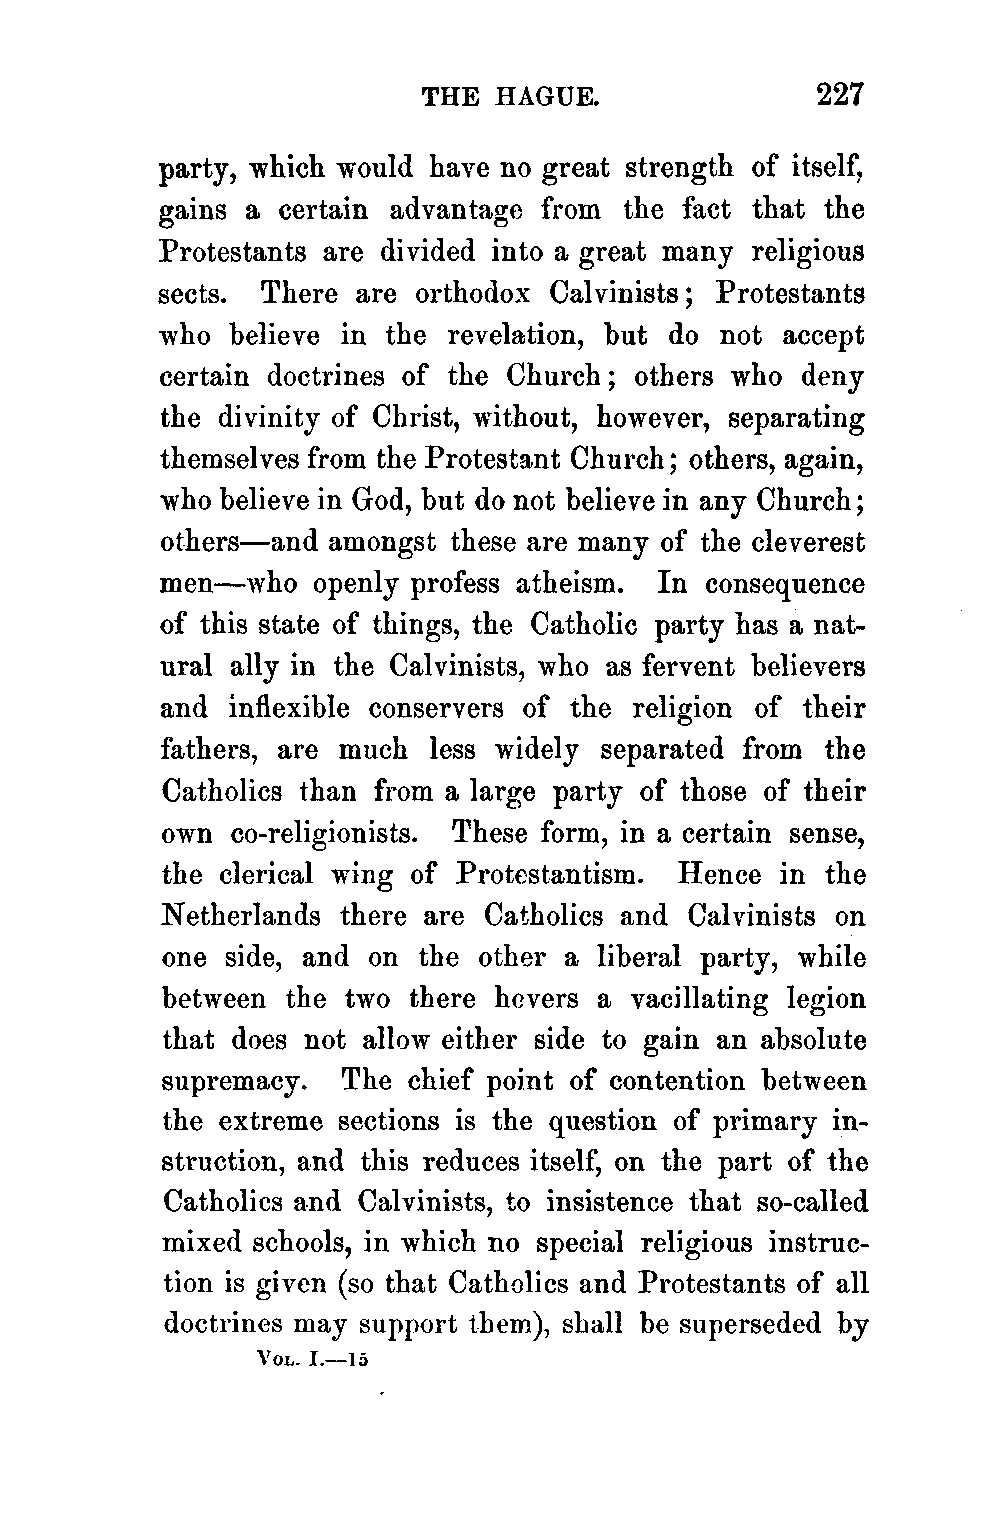 THE HAGUE. 227
party, which would have no great strength of itself,
gains a certain advantage from the fact that the
Protestants are divided into a great many religious
sects. There are orthodox Calvinists; Protestants
who believe in the revelation, but do not accept
certain doctrines of the Church; others who deny
the divinity of Christ, without, however, separating
themselves from the Protestant Church; others, again,
who believe in God, but do not believe in any Church;
others—and amongst these are many of the cleverest
men—who openly profess atheism. In consequence
of this state of things, the Catholic party has a nat-
ural ally in the Calvinists, who as fervent believers
and inflexible conservers of the religion of their
fathers, are much less widely separated from the
Catholics than from a large party of those of their
own co-religionists. These form, in a certain sense,
the clerical wing of Protestantism. Hence in the
Netherlands there are Catholics and Calvinists on
one side, and on the other a liberal party, while
between the two there hovers a vacillating legion
that does not allow either side to gain an absolute
supremacy. The chief point of contention between
the extreme sections is the question of primary in-
struction, and this reduces itself, on the part of the
Catholics and Calvinists, to insistence that so-called
mixed schools, in which no special religious instruc-
tion is given (so that Catholics and Protestants of all
doctrines may support them), shall be superseded by
VOL. I.—15